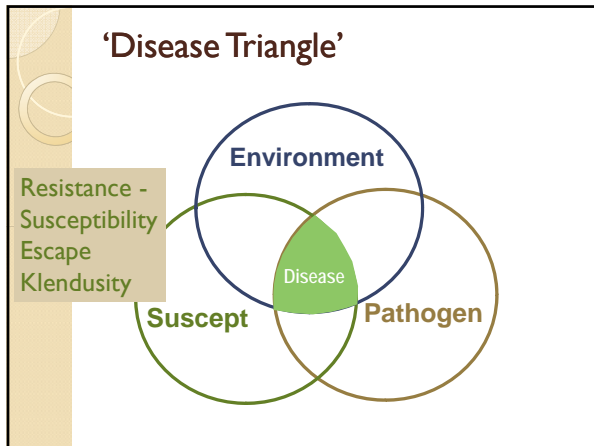 ‘Disease Triangle’
Environment
Resistance -
Susceptibility
Escape
Klendusity
Disease
Suscept
Pathogen